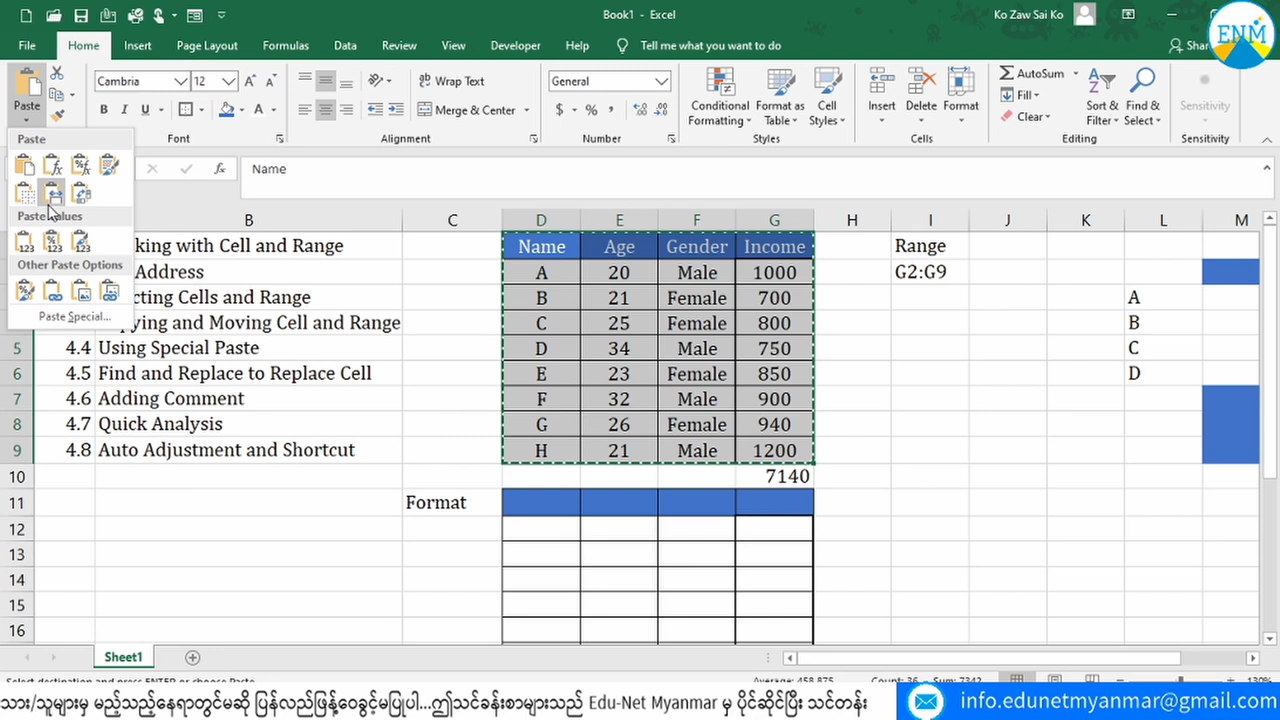 Book1 - Excel
Ko Zaw Sai Ko
ENM
File Home Insert Page Layout Formulas Data Review View Developer Help Tell me what you want to do
Paste
Cambria 12
B I U
Font
Wrap Text
Merge & Center
Alignment
General
$ % ,
Number
Conditional Formatting
Format as Table
Cell Styles
Styles
Insert Delete Format
Cells
AutoSum
Fill
Clear
Sort & Filter
Find & Select
Editing
Sensitivity
Sensitivity
Paste
Paste Values
Other Paste Options
Paste Special...
fx Name
B C D E F G H I J K L M
king with Cell and Range Name Age Gender Income Range
Address A 20 Male 1000 G2:G9
cting Cells and Range B 21 Female 700 A
ying and Moving Cell and Range C 25 Female 800 B
5 4.4 Using Special Paste D 34 Male 750 C
6 4.5 Find and Replace to Replace Cell E 23 Female 850 D
7 4.6 Adding Comment F 32 Male 900
8 4.7 Quick Analysis G 26 Female 940
9 4.8 Auto Adjustment and Shortcut H 21 Male 1200
10 7140
11 Format
12
13
14
15
16
Sheet1
Select destination and press ENTER or choose Paste Average: 458.875 Count: 36 Sum: 7342 130%
သား/သူများမှ မည့်သည့်နေရာတွင်မဆို ပြန်လည်ဖြန့်ဝေခွင့်မပြုပါ...ဤသင်ခန်းစာများသည် Edu-Net Myanmar မှ ပိုင်ဆိုင်ပြီး သင်တန်း
info.edunetmyanmar@gmail.com